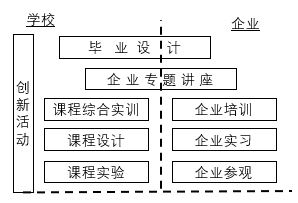 学校
企业
毕业设计
企业专题讲座
创新活动
课程综合实训
企业培训
课程设计
企业实习
课程实验
企业参观